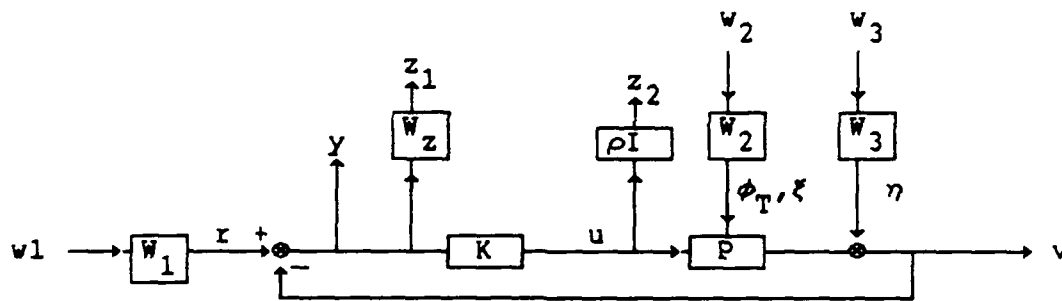 w2 w3
z1 z2
Wz ρI W2 W3
y
φT,ξ η
w1 W1 r + − K u P v